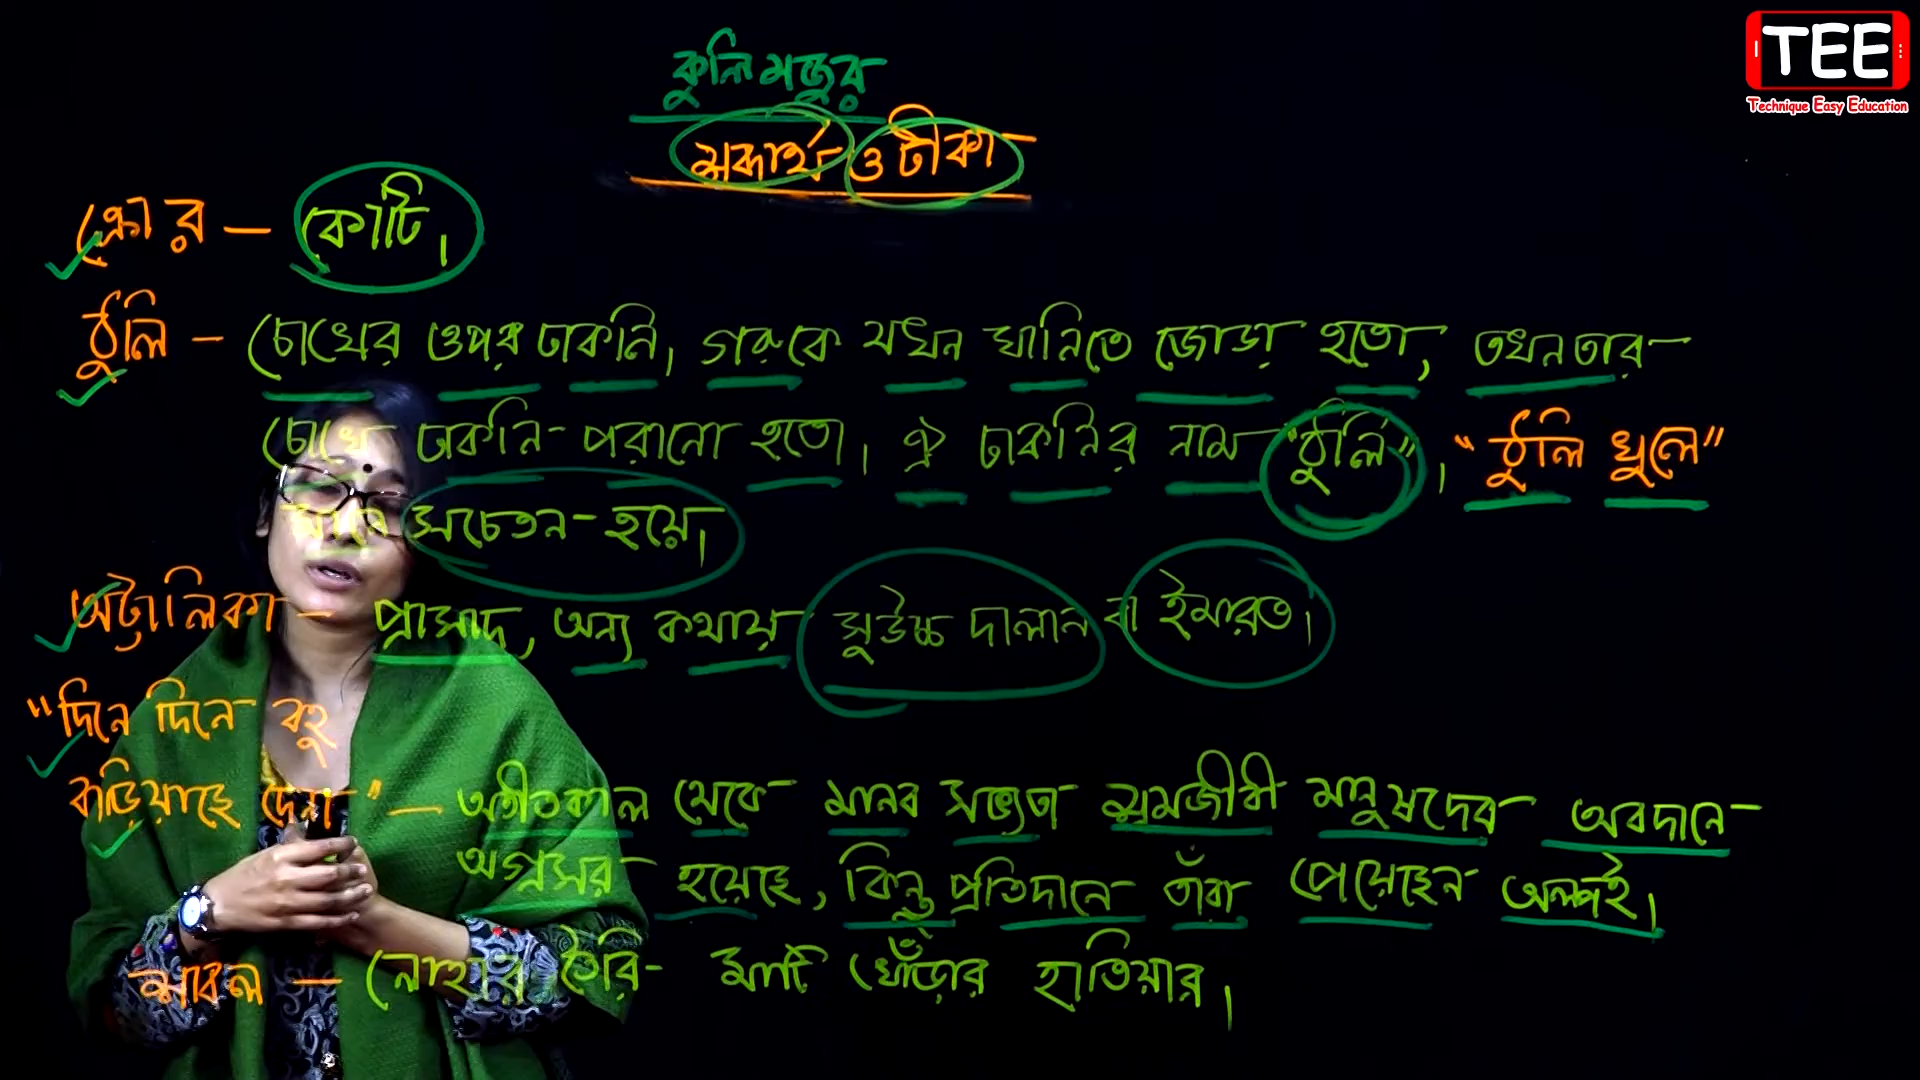 TEE
Technique Easy Education
কুলি মজুর
শব্দার্থ ও টীকা
ক্রোর – কোটি।
ঠুলি – চোখের ওপর ঢাকনি, গরুকে যখন ঘানিতে জোড়া হতো, তখন তার
চোখে ঢাকনি পরানো হতো। ঐ ঢাকনির নাম "ঠুলি"। "ঠুলি খুলে"
মানে সচেতন হয়ে।
অট্টালিকা – প্রাসাদ, অন্য কথায় সুউচ্চ দালান বা ইমারত।
"দিনে দিনে বহু
বাড়িয়াছে দেনা" – অতীতকাল থেকে মানব সভ্যতা শ্রমজীবী মানুষদের অবদানে
অগ্রসর হয়েছে, কিন্তু প্রতিদানে তাঁরা পেয়েছেন অল্পই।
শাবল – লোহার তৈরি মাটি খোঁড়ার হাতিয়ার।